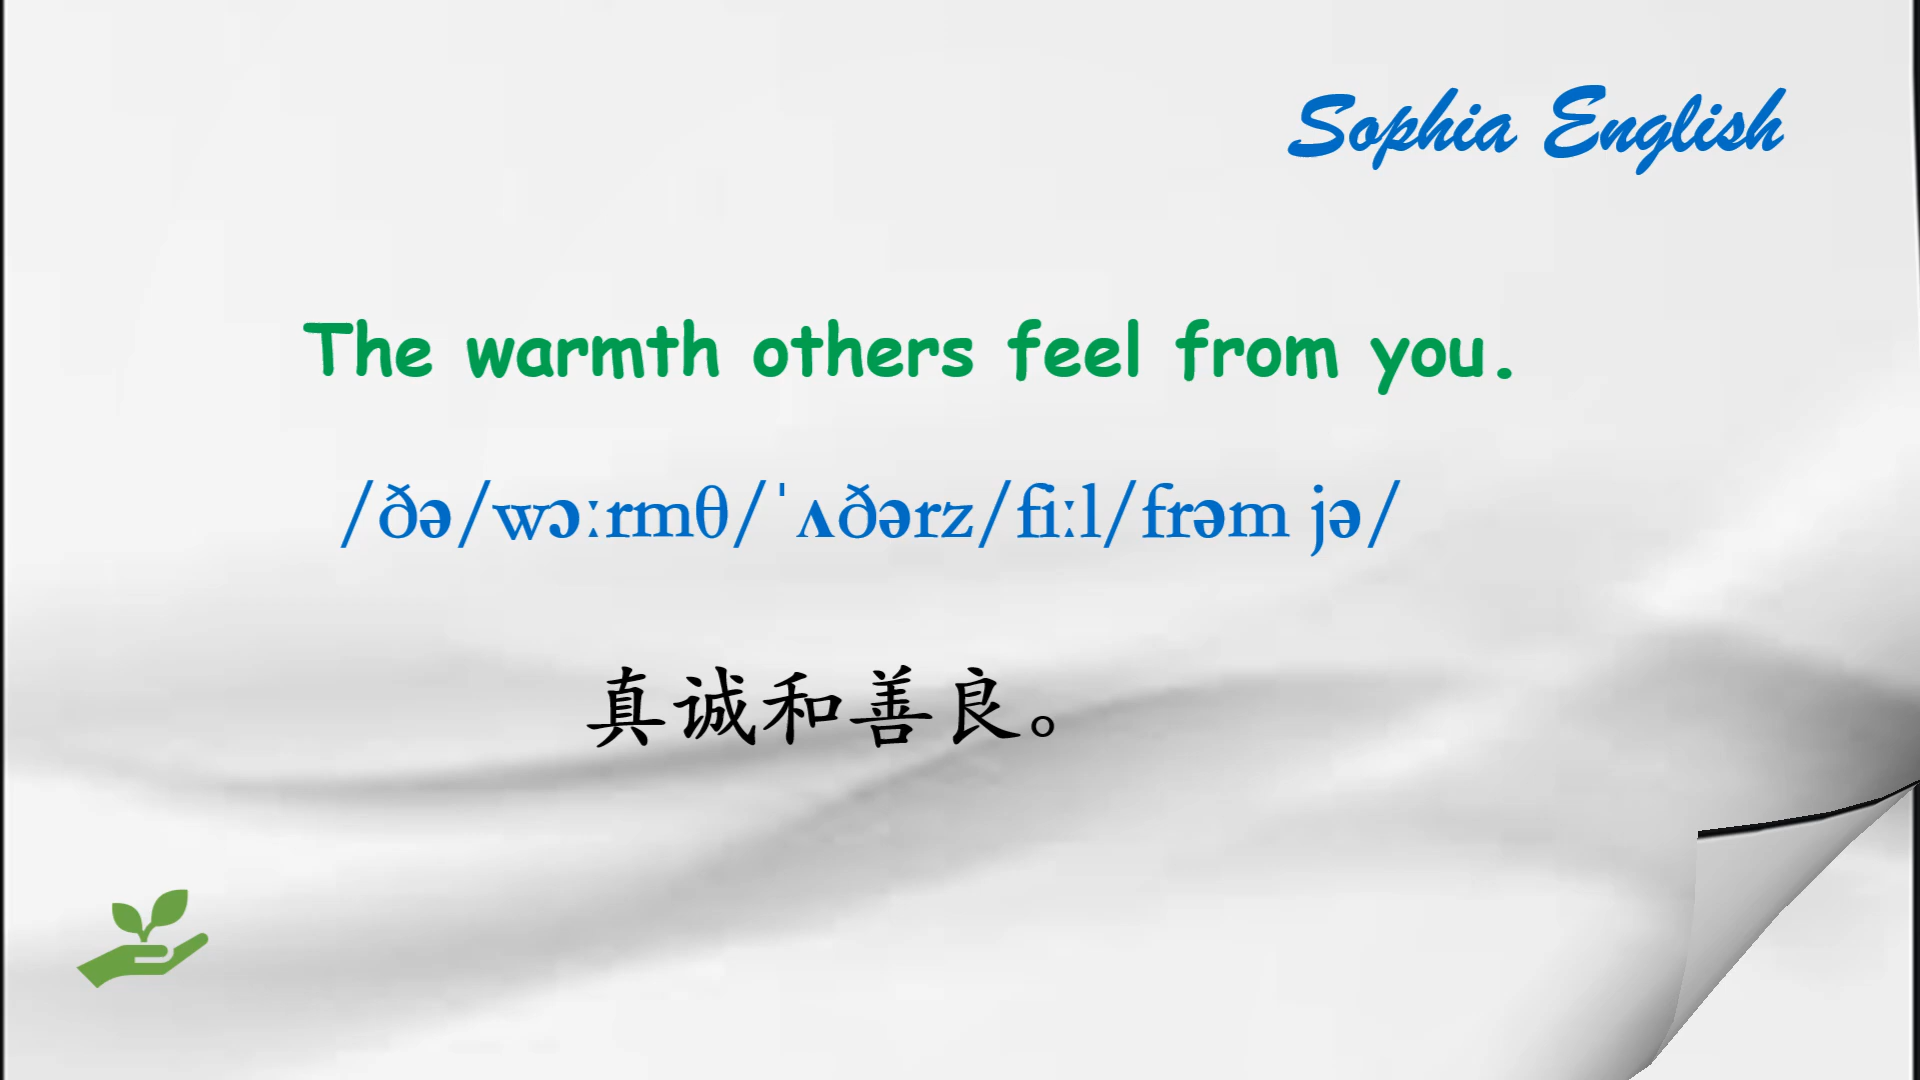 Sophia English
The warmth others feel from you.
/ðə/wɔːrmθ/ˈʌðərz/fiːl/frəm jə/
真诚和善良。